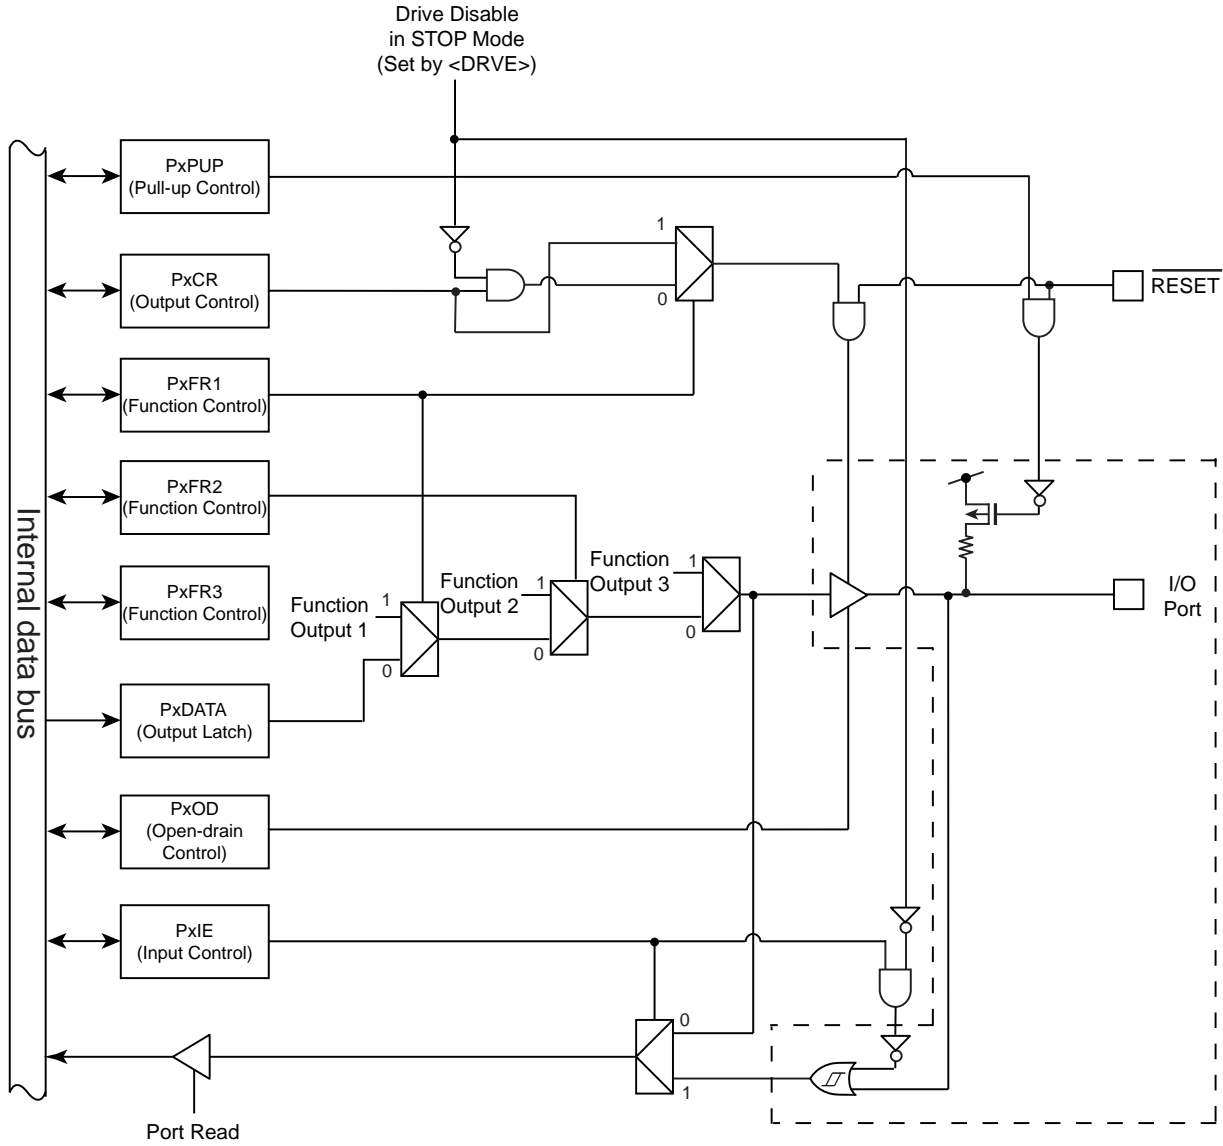 Drive Disable
in STOP Mode
(Set by <DRVE>)
PxPUP
(Pull-up Control)
1
PxCR
(Output Control)
0
RESET
PxFR1
(Function Control)
PxFR2
(Function Control)
Internal data bus
PxFR3
(Function Control)
Function
Output 1
1
0
Function
Output 2
1
0
Function
Output 3
1
0
I/O
Port
PxDATA
(Output Latch)
PxOD
(Open-drain
Control)
PxIE
(Input Control)
0
1
Port Read